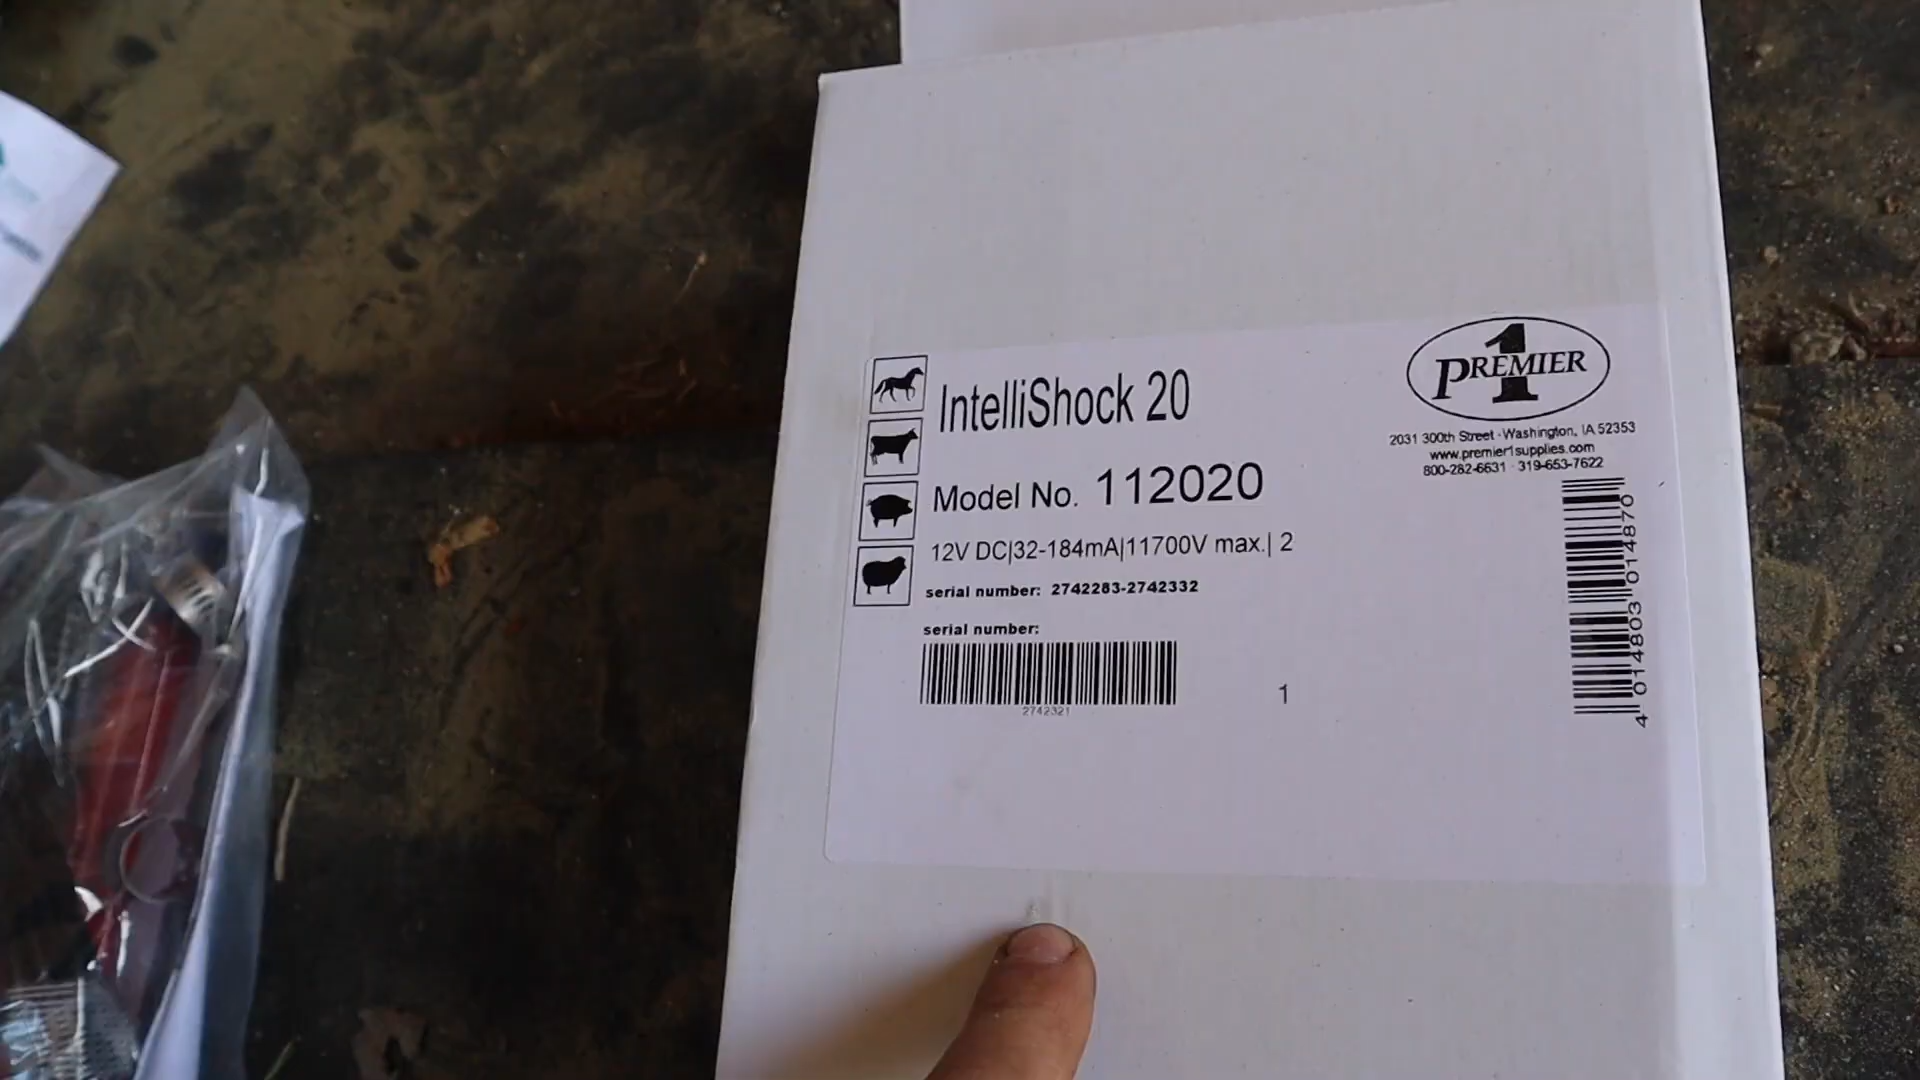 IntelliShock 20
Model No. 112020
12V DC|32-184mA|11700V max.| 2
serial number: 2742283-2742332
serial number:
2742321
1
PREMIER 1
2031 300th Street · Washington, IA 52353
www.premier1supplies.com
800-282-6631 · 319-653-7622
4 014803 014870